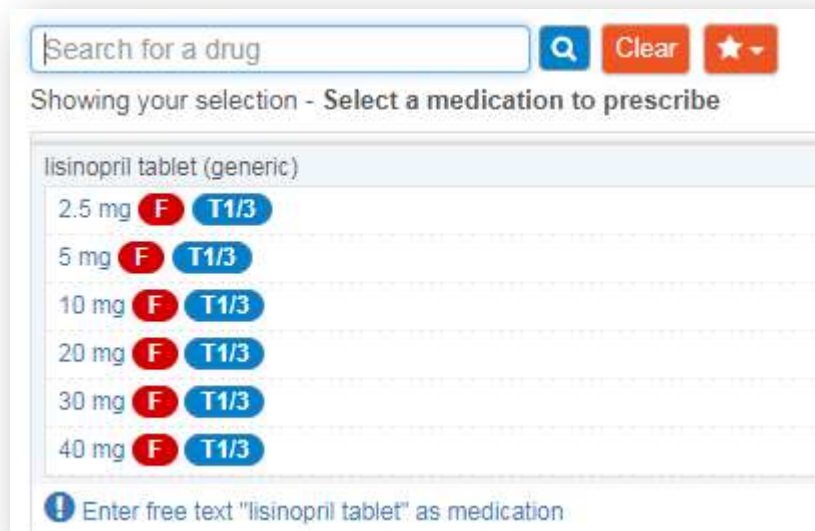 Search for a drug Clear
Showing your selection - Select a medication to prescribe
lisinopril tablet (generic)
2.5 mg F T1/3
5 mg F T1/3
10 mg F T1/3
20 mg F T1/3
30 mg F T1/3
40 mg F T1/3
Enter free text "lisinopril tablet" as medication